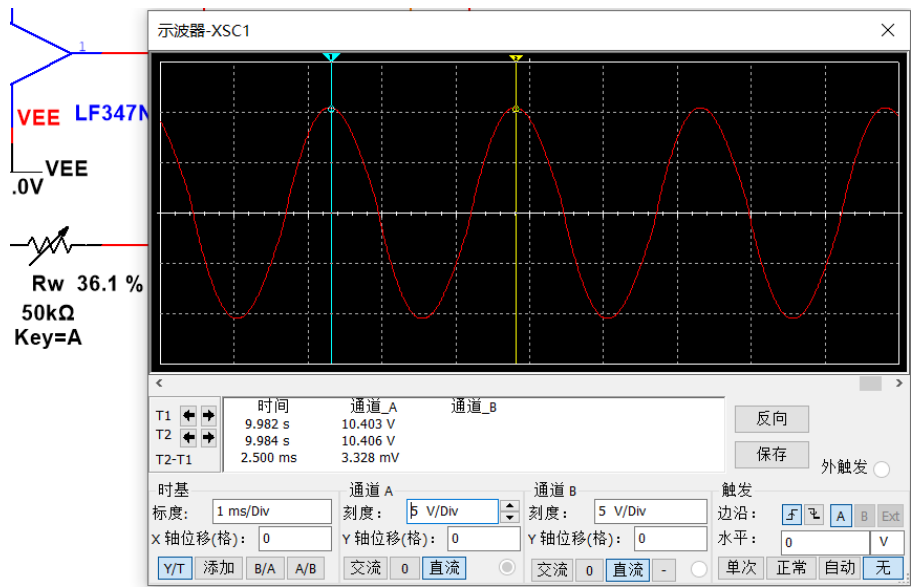 示波器-XSC1
1
VEE LF347N
VEE
.0V
Rw 36.1 %
50kΩ
Key=A
时间 通道_A 通道_B
T1 9.982 s 10.403 V
T2 9.984 s 10.406 V
T2-T1 2.500 ms 3.328 mV
反向
保存
外触发
时基
标度: 1 ms/Div
X 轴位移(格): 0
Y/T 添加 B/A A/B
通道 A
刻度: 5 V/Div
Y 轴位移(格): 0
交流 0 直流
通道 B
刻度: 5 V/Div
Y 轴位移(格): 0
交流 0 直流 -
触发
边沿: A B Ext
水平: 0 V
单次 正常 自动 无